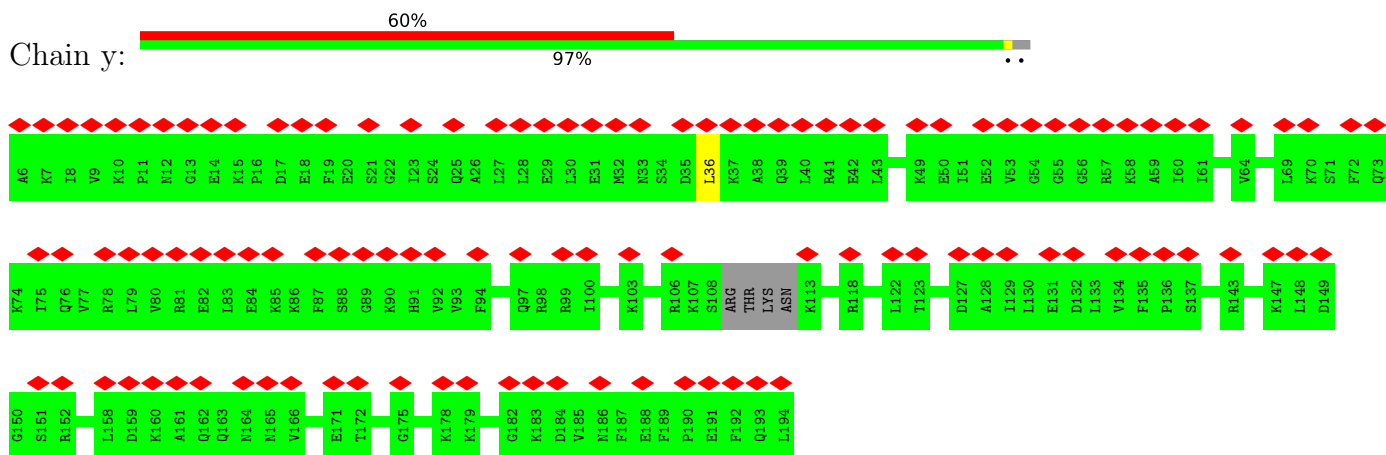 60%
Chain y:
97%
••
A6 K7 I8 V9 K10 P11 N12 G13 E14 K15 P16 D17 E18 F19 E20 S21 G22 I23 S24 Q25 A26 L27 L28 E29 L30 E31 M32 N33 S34 D35 L36 K37 A38 Q39 L40 R41 E42 L43 K49 E50 I51 E52 V53 G54 G55 G56 R57 K58 A59 I60 I61 V64 L69 K70 S71 F72 Q73
K74 I75 Q76 V77 R78 L79 V80 R81 E82 L83 E84 K85 K86 F87 S88 G89 K90 H91 V92 V93 F94 Q97 R98 R99 I100 K103 R106 K107 S108 ARG THR LYS ASN K113 R118 L122 T123 D127 A128 I129 L130 E131 D132 L133 V134 F135 P136 S137 R143 K147 L148 D149
G150 S151 R152 L158 D159 K160 A161 Q162 Q163 N164 N165 V166 E171 T172 G175 K178 K179 G182 K183 D184 V185 N186 F187 E188 F189 P190 E191 F192 Q193 L194